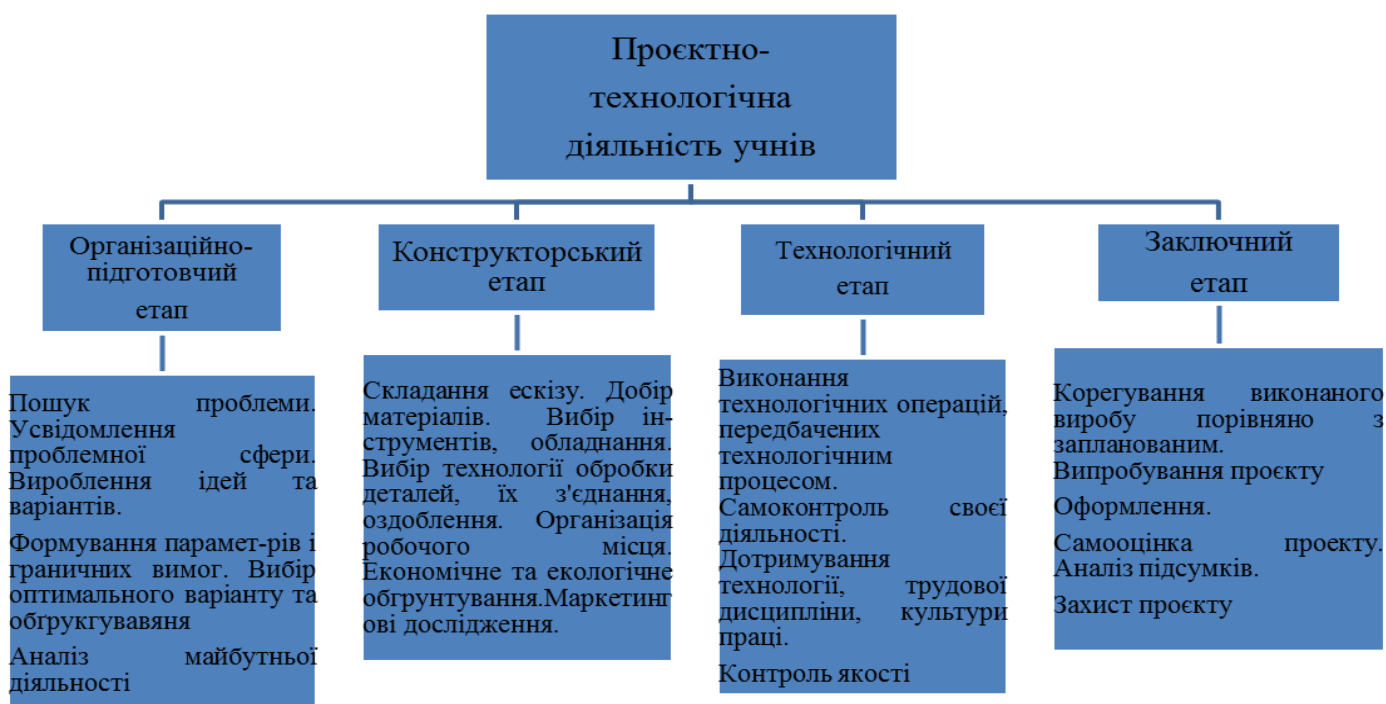 Проєктно-
технологічна
діяльність учнів
Організаційно-
підготовчий
етап
Конструкторський
етап
Технологічний
етап
Заключний
етап
Пошук проблеми.
Усвідомлення
проблемної сфери.
Вироблення ідей та
варіантів.
Формування парамет-рів і
граничних вимог. Вибір
оптимального варіанту та
обґрукгувавяня
Аналіз майбутньої
діяльності
Складання ескізу. Добір
матеріалів. Вибір ін-
струментів, обладнання.
Вибір технології обробки
деталей, їх з'єднання,
оздоблення. Організація
робочого місця.
Економічне та екологічне
обгрунтування.Маркетинг
ові дослідження.
Виконання
технологічних операцій,
передбачених
технологічним
процесом.
Самоконтроль своєї
діяльності.
Дотримування
технології, трудової
дисципліни, культури
праці.
Контроль якості
Корегування виконаного
виробу порівняно з
запланованим.
Випробування проєкту
Оформлення.
Самооцінка проекту.
Аналіз підсумків.
Захист проєкту